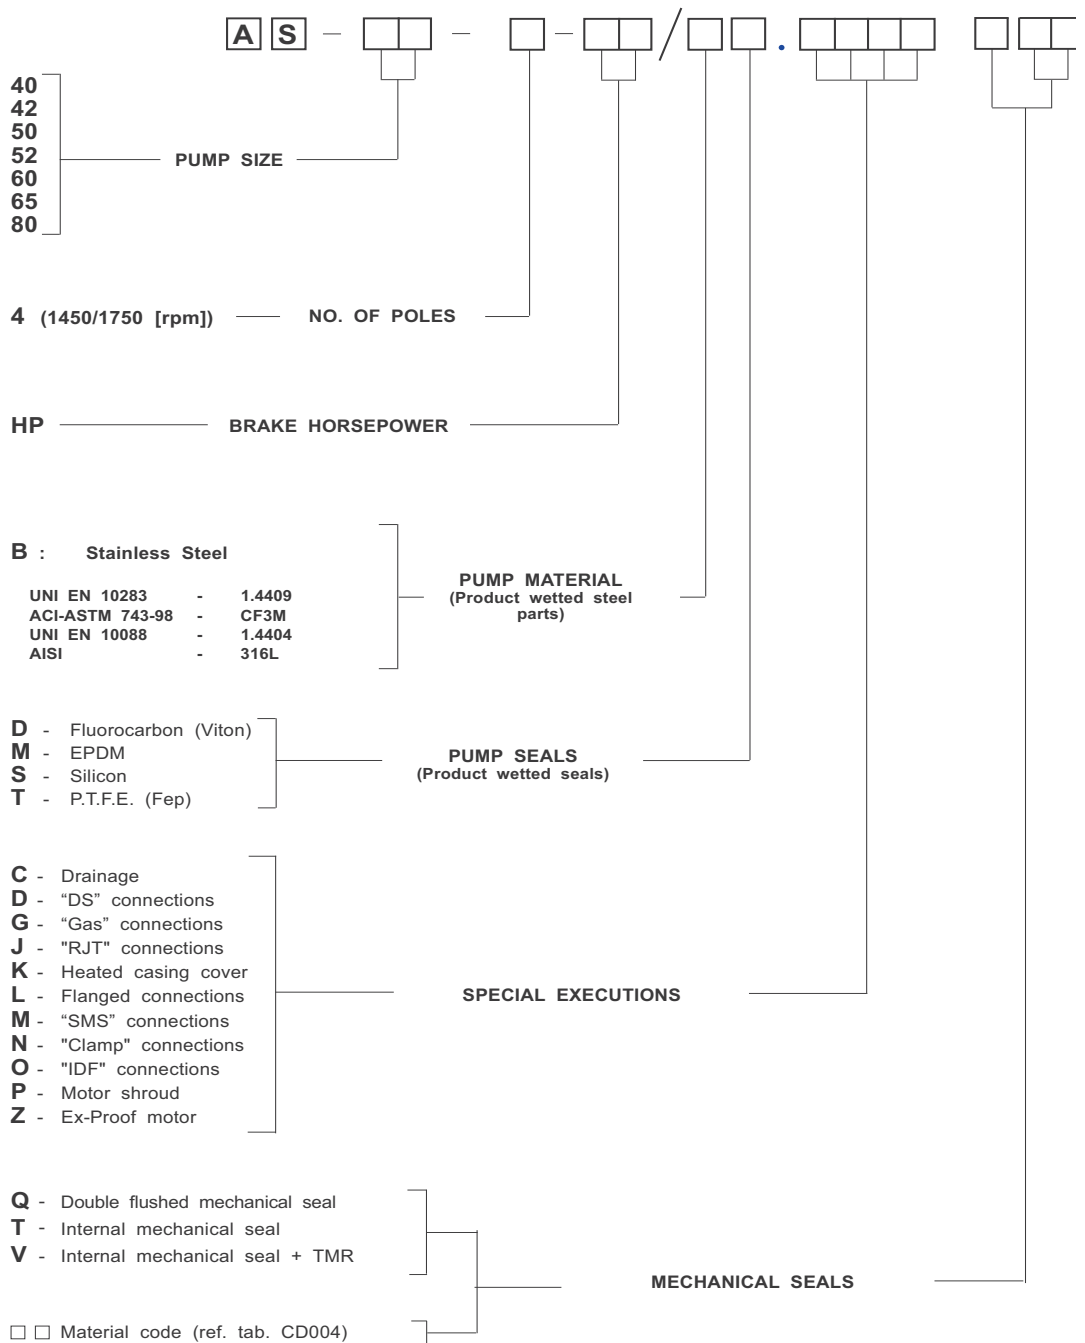 A S – □□ – □ – □□ / □□ . □□□□ □□□
40
42
50
52
60
65
80
PUMP SIZE
4 (1450/1750 [rpm])
NO. OF POLES
HP
BRAKE HORSEPOWER
B : Stainless Steel
UNI EN 10283 - 1.4409
ACI-ASTM 743-98 - CF3M
UNI EN 10088 - 1.4404
AISI - 316L
PUMP MATERIAL
(Product wetted steel
parts)
D - Fluorocarbon (Viton)
M - EPDM
S - Silicon
T - P.T.F.E. (Fep)
PUMP SEALS
(Product wetted seals)
C - Drainage
D - “DS” connections
G - “Gas” connections
J - "RJT" connections
K - Heated casing cover
L - Flanged connections
M - “SMS” connections
N - "Clamp" connections
O - "IDF" connections
P - Motor shroud
Z - Ex-Proof motor
SPECIAL EXECUTIONS
Q - Double flushed mechanical seal
T - Internal mechanical seal
V - Internal mechanical seal + TMR
MECHANICAL SEALS
□ □ Material code (ref. tab. CD004)